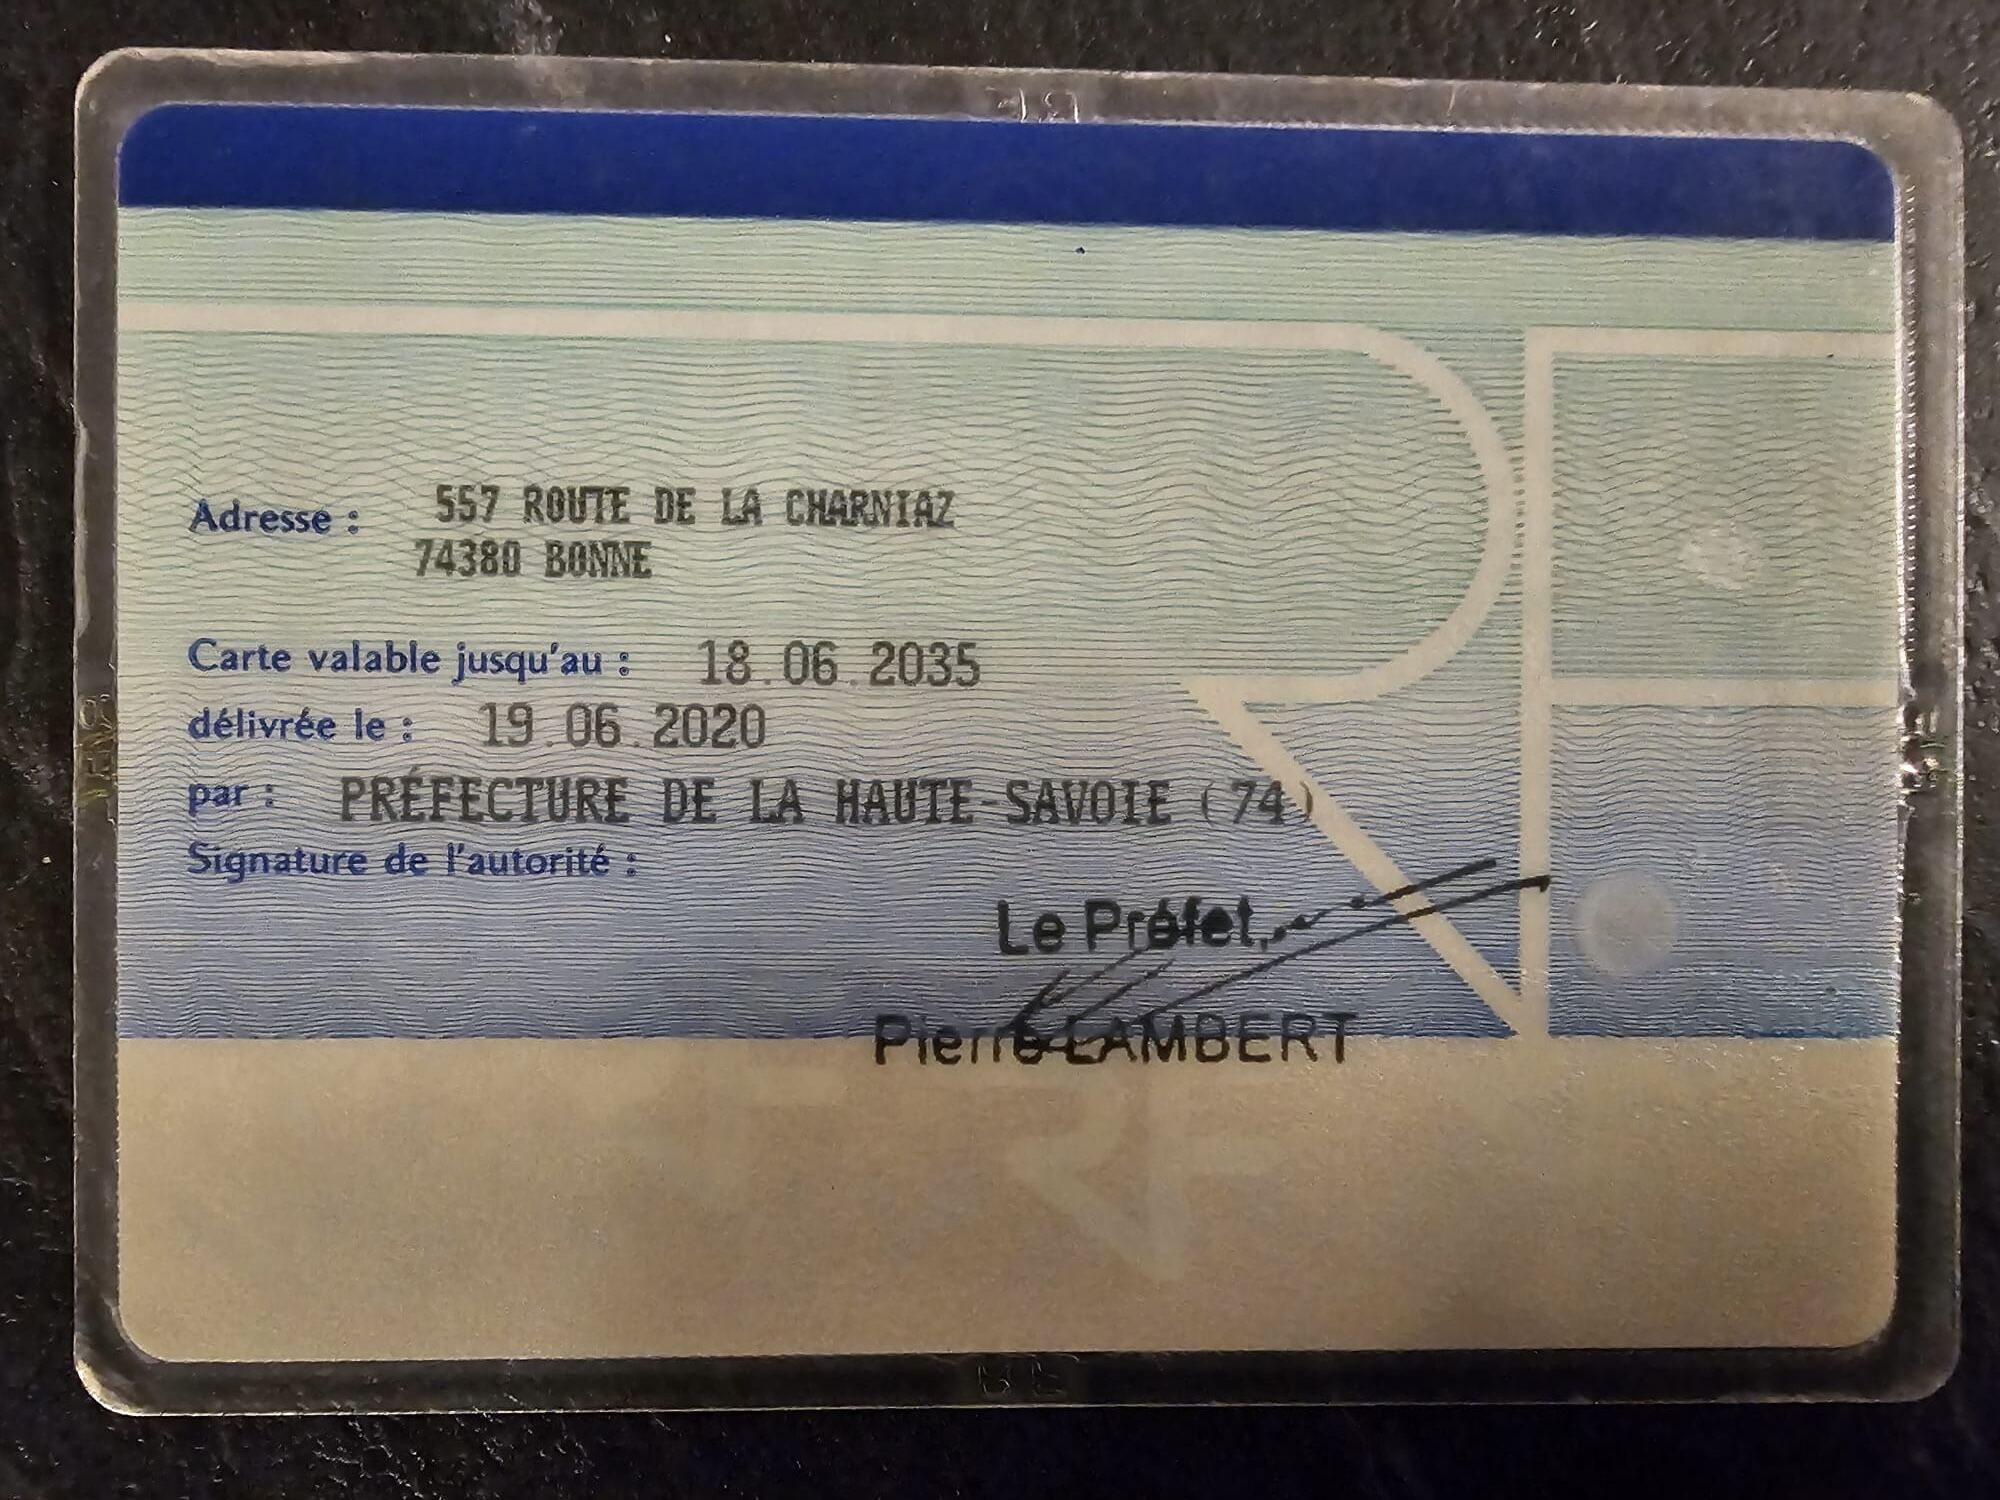 Adresse : 557 ROUTE DE LA CHARNIAZ
74380 BONNE
Carte valable jusqu'au : 18.06.2035
délivrée le : 19.06.2020
par : PRÉFECTURE DE LA HAUTE-SAVOIE (74)
Signature de l'autorité :
Le Préfet,
Pierre LAMBERT
RF